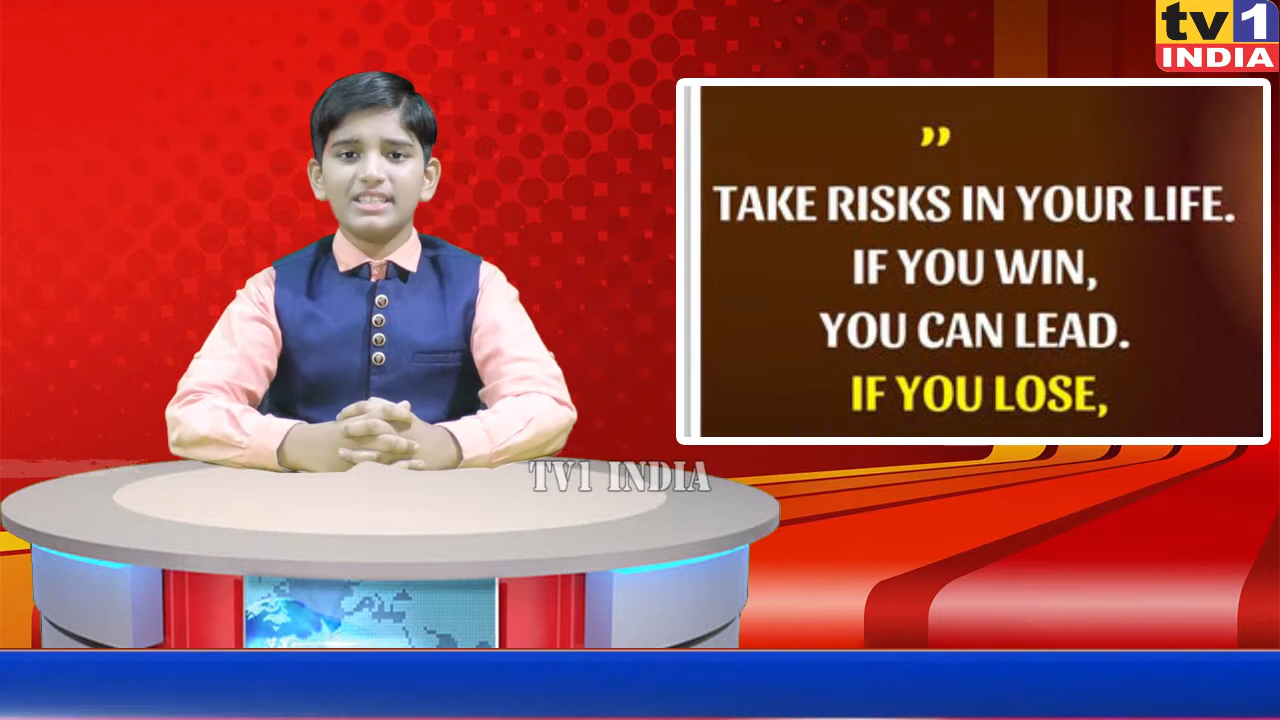 tv1
INDIA
”
TAKE RISKS IN YOUR LIFE.
IF YOU WIN,
YOU CAN LEAD.
IF YOU LOSE,
TV1 INDIA